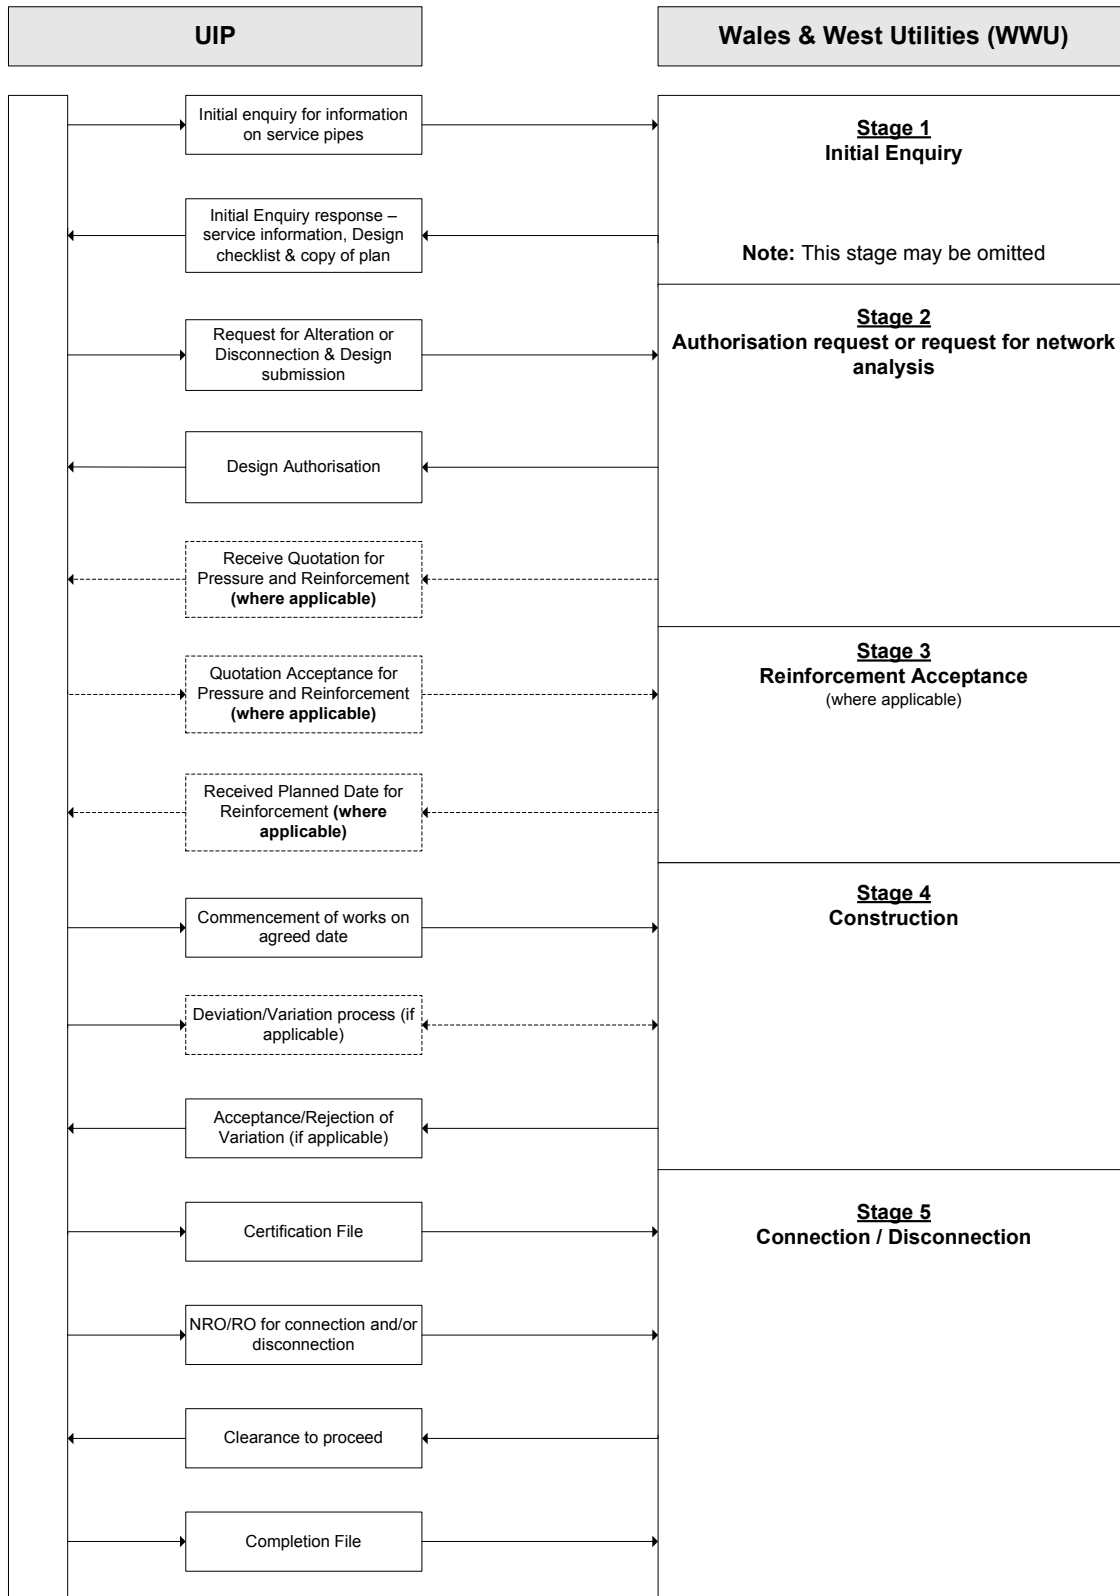 UIP
Wales & West Utilities (WWU)
Initial enquiry for information
on service pipes
Stage 1
Initial Enquiry
Initial Enquiry response –
service information, Design
checklist & copy of plan
Note: This stage may be omitted
Request for Alteration or
Disconnection & Design
submission
Stage 2
Authorisation request or request for network
analysis
Design Authorisation
Receive Quotation for
Pressure and Reinforcement
(where applicable)
Quotation Acceptance for
Pressure and Reinforcement
(where applicable)
Stage 3
Reinforcement Acceptance
(where applicable)
Received Planned Date for
Reinforcement (where
applicable)
Commencement of works on
agreed date
Stage 4
Construction
Deviation/Variation process (if
applicable)
Acceptance/Rejection of
Variation (if applicable)
Certification File
Stage 5
Connection / Disconnection
NRO/RO for connection and/or
disconnection
Clearance to proceed
Completion File